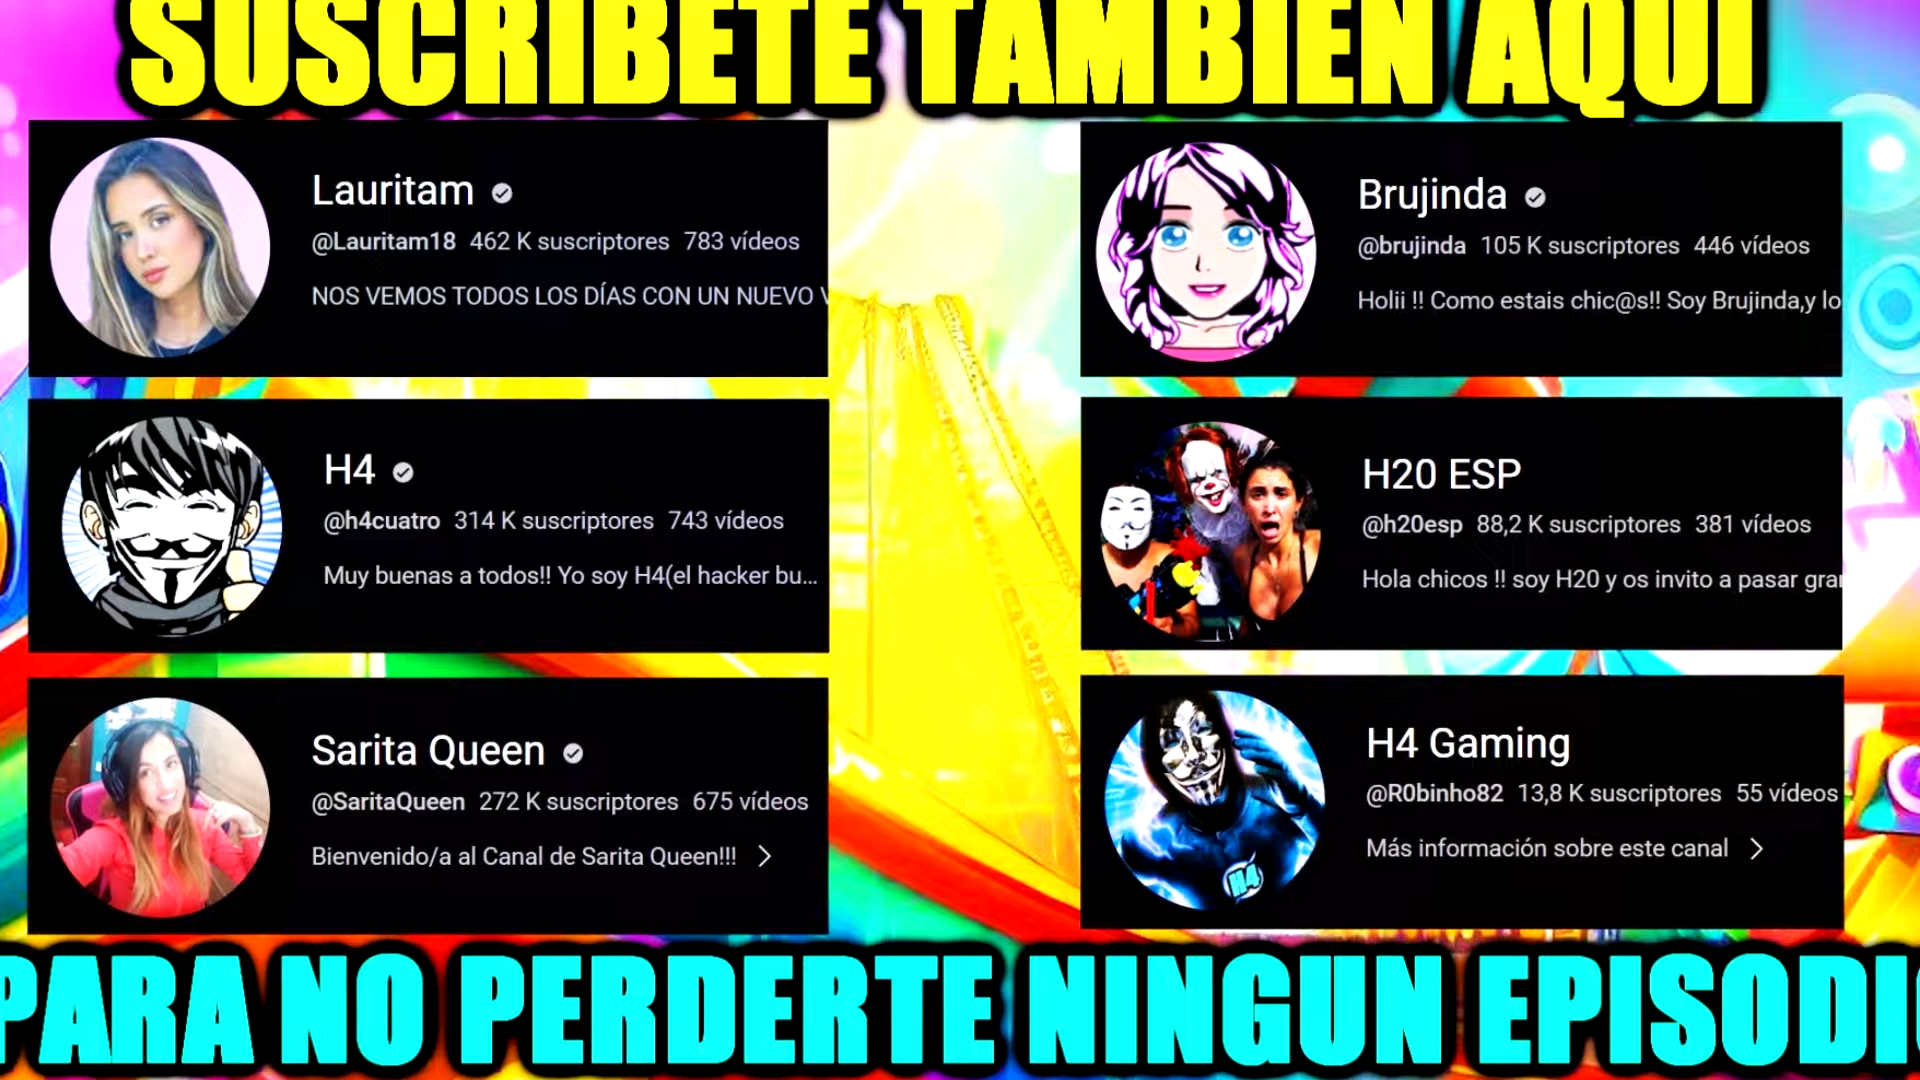 SUSCRIBETE TAMBIEN AQUI
Lauritam
@Lauritam18 462 K suscriptores 783 vídeos
NOS VEMOS TODOS LOS DÍAS CON UN NUEVO V
H4
@h4cuatro 314 K suscriptores 743 vídeos
Muy buenas a todos!! Yo soy H4(el hacker bu...
Sarita Queen
@SaritaQueen 272 K suscriptores 675 vídeos
Bienvenido/a al Canal de Sarita Queen!!!
Brujinda
@brujinda 105 K suscriptores 446 vídeos
Holii !! Como estais chic@s!! Soy Brujinda,y lo
H20 ESP
@h20esp 88,2 K suscriptores 381 vídeos
Hola chicos !! soy H20 y os invito a pasar gran
H4 Gaming
@R0binho82 13,8 K suscriptores 55 vídeos
Más información sobre este canal
H4
PARA NO PERDERTE NINGUN EPISODIO